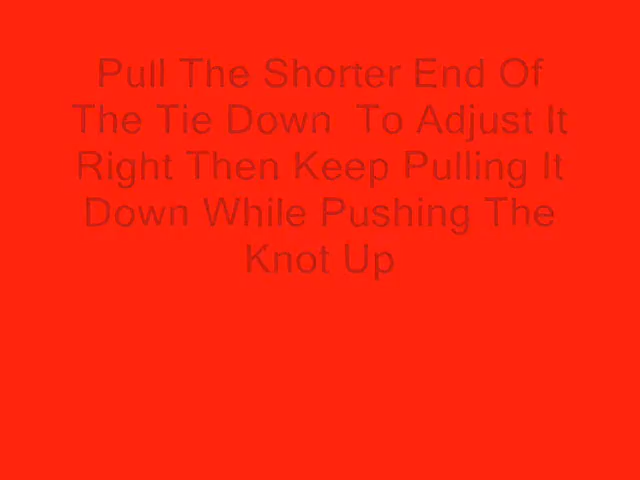 Pull The Shorter End Of
The Tie Down  To Adjust It
Right Then Keep Pulling It
Down While Pushing The
Knot Up